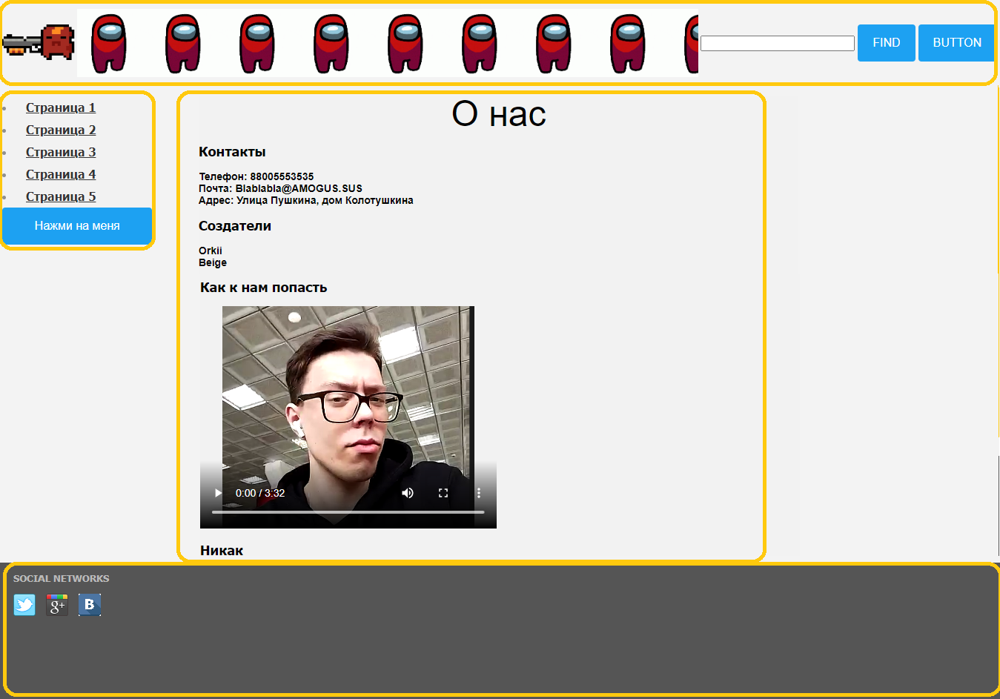 FIND
BUTTON
Страница 1
Страница 2
Страница 3
Страница 4
Страница 5
Нажми на меня
О нас
Контакты
Телефон: 88005553535
Почта: Blablabla@AMOGUS.SUS
Адрес: Улица Пушкина, дом Колотушкина
Создатели
Orkii
Beige
Как к нам попасть
0:00 / 3:32
Никак
SOCIAL NETWORKS
g+
B